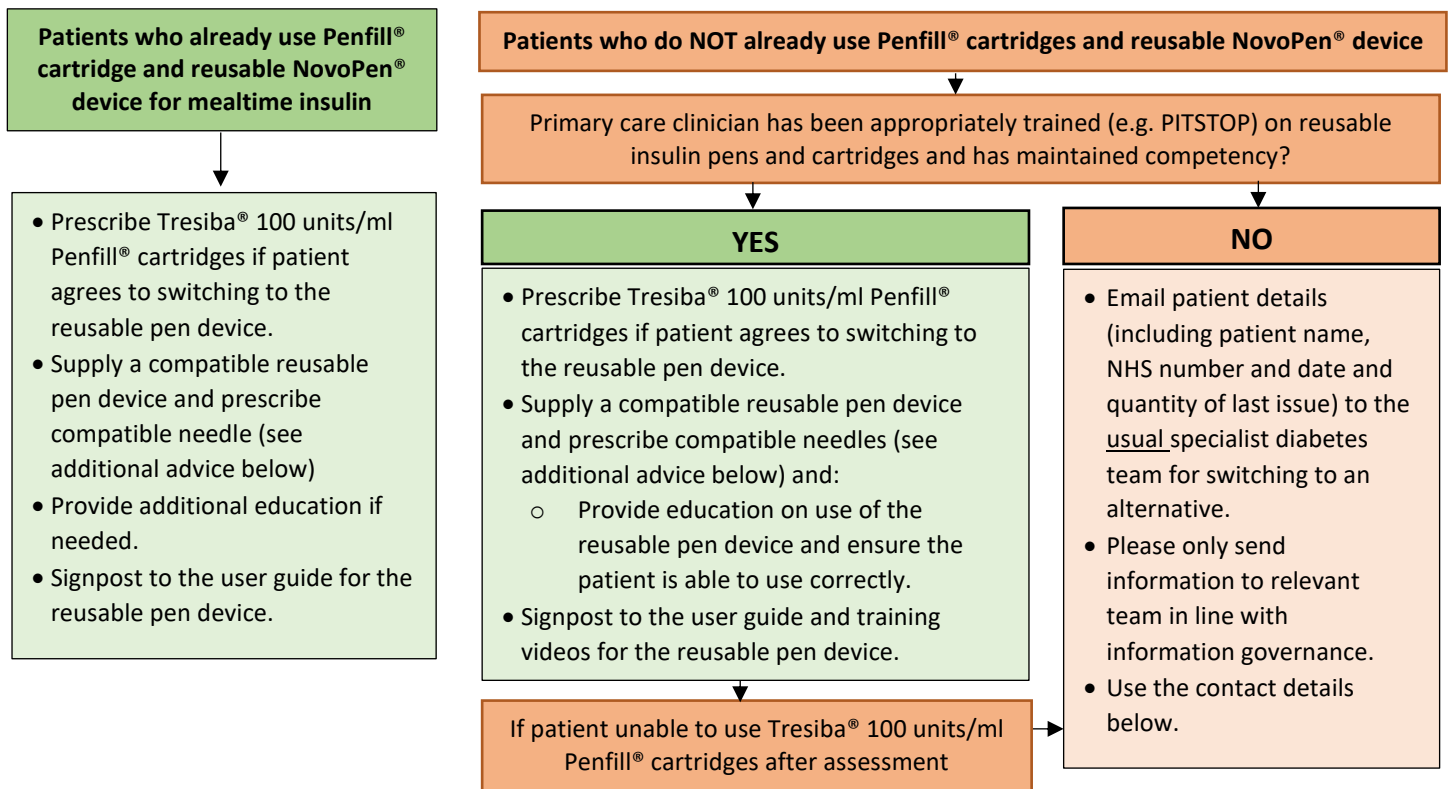 Patients who already use Penfill®
cartridge and reusable NovoPen®
device for mealtime insulin
• Prescribe Tresiba® 100 units/ml
Penfill® cartridges if patient
agrees to switching to the
reusable pen device.
• Supply a compatible reusable
pen device and prescribe
compatible needle (see
additional advice below)
• Provide additional education if
needed.
• Signpost to the user guide for the
reusable pen device.
Patients who do NOT already use Penfill® cartridges and reusable NovoPen® device
Primary care clinician has been appropriately trained (e.g. PITSTOP) on reusable
insulin pens and cartridges and has maintained competency?
YES
• Prescribe Tresiba® 100 units/ml Penfill®
cartridges if patient agrees to switching to
the reusable pen device.
• Supply a compatible reusable pen device
and prescribe compatible needles (see
additional advice below) and:
o Provide education on use of the
reusable pen device and ensure the
patient is able to use correctly.
• Signpost to the user guide and training
videos for the reusable pen device.
If patient unable to use Tresiba® 100 units/ml
Penfill® cartridges after assessment
NO
• Email patient details
(including patient name,
NHS number and date and
quantity of last issue) to the
usual specialist diabetes
team for switching to an
alternative.
• Please only send
information to relevant
team in line with
information governance.
• Use the contact details
below.